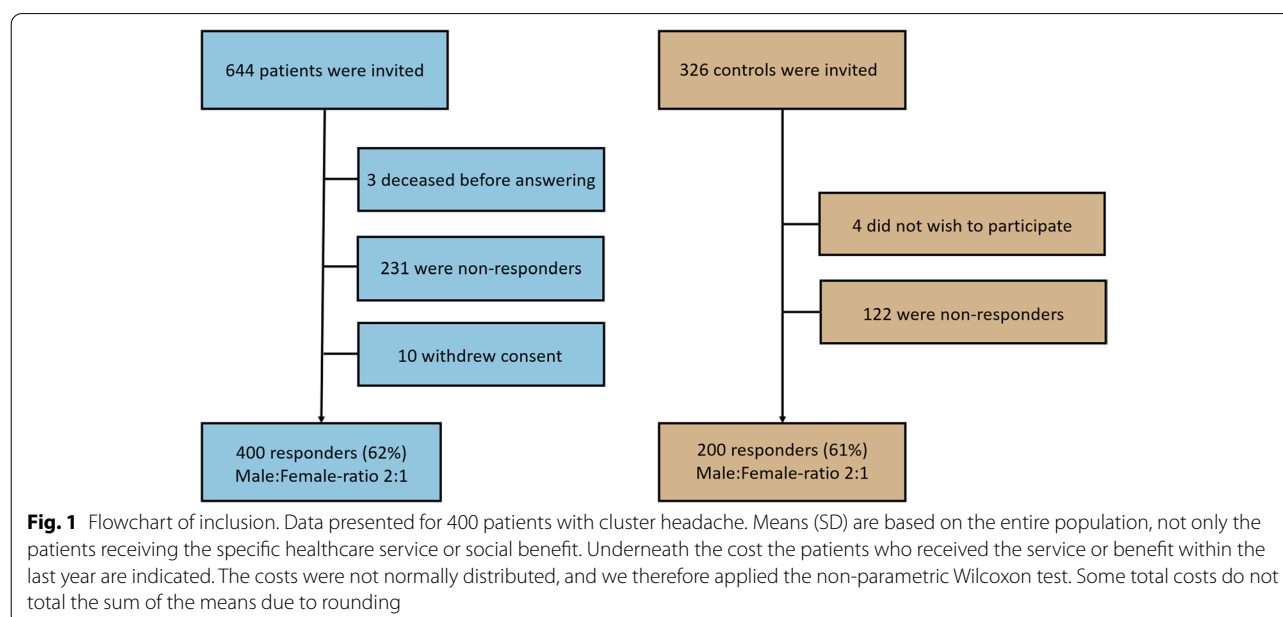 644 patients were invited
326 controls were invited
3 deceased before answering
4 did not wish to participate
231 were non-responders
122 were non-responders
10 withdrew consent
400 responders (62%)
Male:Female-ratio 2:1
200 responders (61%)
Male:Female-ratio 2:1
Fig. 1 Flowchart of inclusion. Data presented for 400 patients with cluster headache. Means (SD) are based on the entire population, not only the
patients receiving the specific healthcare service or social benefit. Underneath the cost the patients who received the service or benefit within the
last year are indicated. The costs were not normally distributed, and we therefore applied the non-parametric Wilcoxon test. Some total costs do not
total the sum of the means due to rounding